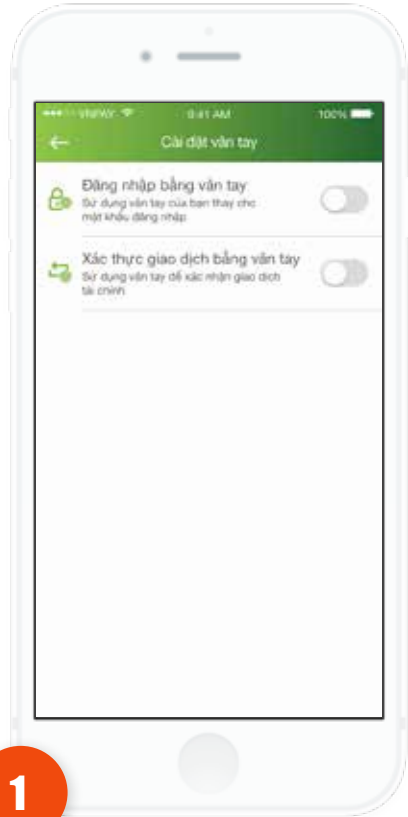 9:41 AM 100%
Cài đặt vân tay
Đăng nhập bằng vân tay
Sử dụng vân tay của bạn thay cho
mật khẩu đăng nhập
Xác thực giao dịch bằng vân tay
Sử dụng vân tay để xác nhận giao dịch
tài chính
1